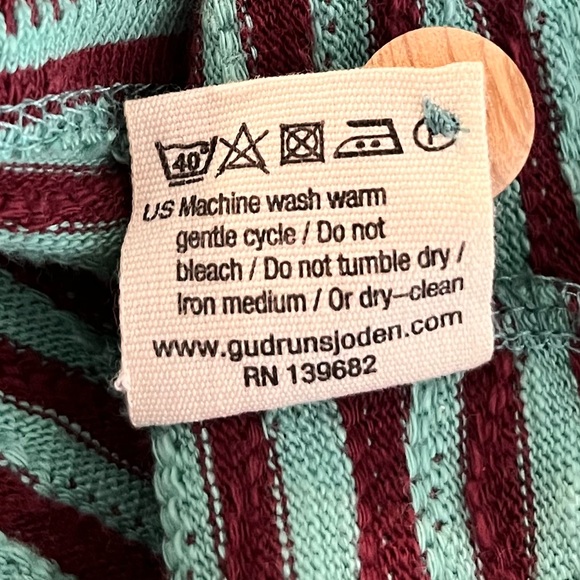 40°
P
US Machine wash warm
gentle cycle / Do not
bleach / Do not tumble dry /
Iron medium / Or dry-clean
www.gudrunsjoden.com
RN 139682